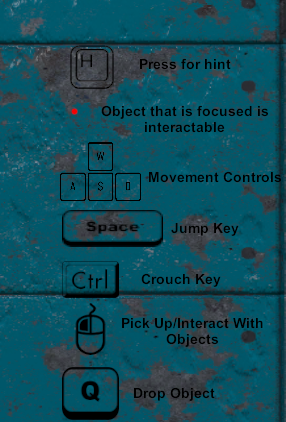 H Press for hint
Object that is focused is
interactable
W
A S D Movement Controls
Space Jump Key
Ctrl Crouch Key
Pick Up/Interact With
Objects
Q Drop Object